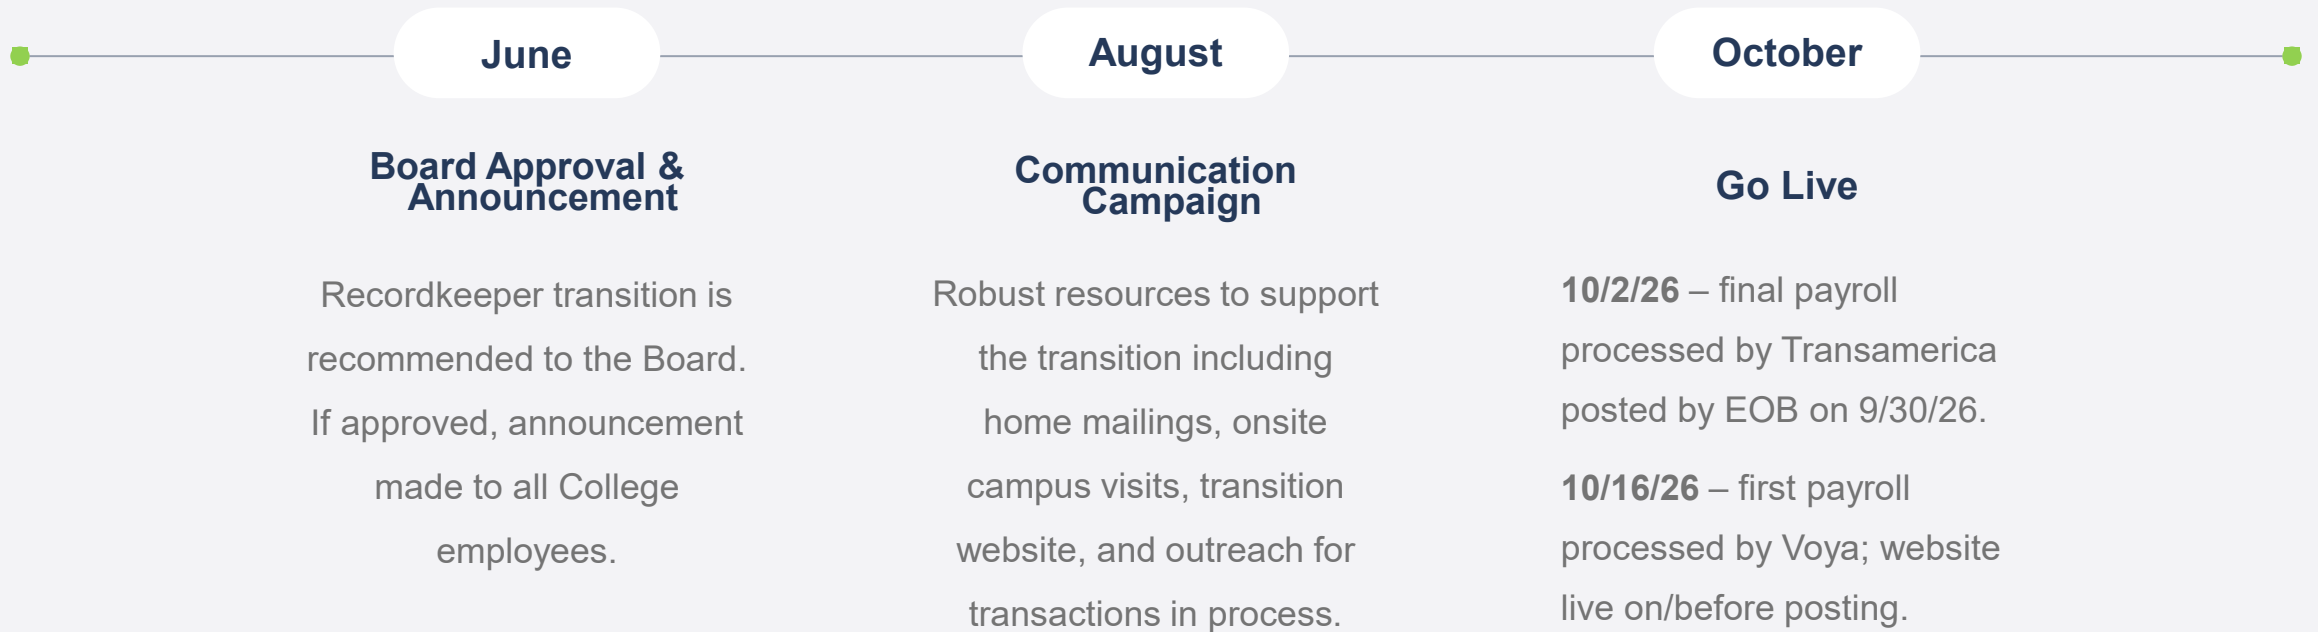 June
August
October
Board Approval &
Announcement
Recordkeeper transition is
recommended to the Board.
If approved, announcement
made to all College
employees.
Communication
Campaign
Robust resources to support
the transition including
home mailings, onsite
campus visits, transition
website, and outreach for
transactions in process.
Go Live
10/2/26 – final payroll
processed by Transamerica
posted by EOB on 9/30/26.
10/16/26 – first payroll
processed by Voya; website
live on/before posting.